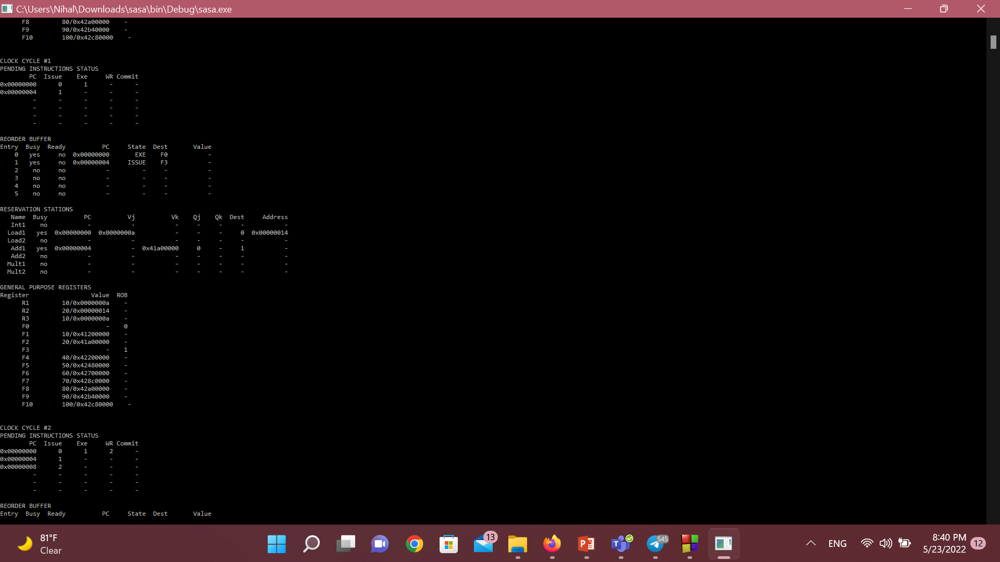 C:\Users\Nihal\Downloads\sasa\bin\Debug\sasa.exe
F8 80/0x42a00000 -
F9 90/0x42b40000 -
F10 100/0x42c80000 -
CLOCK CYCLE #1
PENDING INSTRUCTIONS STATUS
PC Issue Exe WR Commit
0x00000000 0 1 - -
0x00000004 1 - - -
- - - - -
- - - - -
- - - - -
- - - - -
REORDER BUFFER
Entry Busy Ready PC State Dest Value
0 yes no 0x00000000 EXE F0 -
1 yes no 0x00000004 ISSUE F3 -
2 no no - - - -
3 no no - - - -
4 no no - - - -
5 no no - - - -
RESERVATION STATIONS
Name Busy PC Vj Vk Qj Qk Dest Address
Int1 no - - - - - - -
Load1 yes 0x00000000 0x0000000a - - - 0 0x00000014
Load2 no - - - - - - -
Add1 yes 0x00000004 - 0x41a00000 0 - 1 -
Add2 no - - - - - - -
Mult1 no - - - - - - -
Mult2 no - - - - - - -
GENERAL PURPOSE REGISTERS
Register Value ROB
R1 10/0x0000000a -
R2 20/0x00000014 -
R3 10/0x0000000a -
F0 - 0
F1 10/0x41200000 -
F2 20/0x41a00000 -
F3 - 1
F4 40/0x42200000 -
F5 50/0x42480000 -
F6 60/0x42700000 -
F7 70/0x428c0000 -
F8 80/0x42a00000 -
F9 90/0x42b40000 -
F10 100/0x42c80000 -
CLOCK CYCLE #2
PENDING INSTRUCTIONS STATUS
PC Issue Exe WR Commit
0x00000000 0 1 2 -
0x00000004 1 - - -
0x00000008 2 - - -
- - - - -
- - - - -
- - - - -
REORDER BUFFER
Entry Busy Ready PC State Dest Value
81°F
Clear
13
545
ENG
8:40 PM
5/23/2022
12